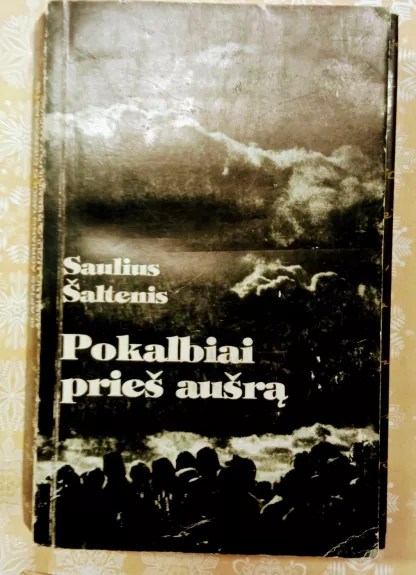 Saulius
Šaltenis
Pokalbiai
prieš aušrą